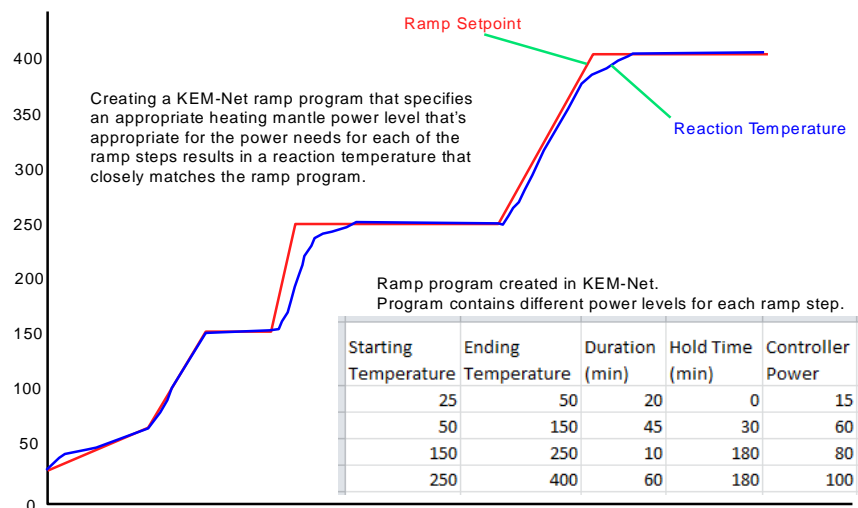 Ramp Setpoint
400
Creating a KEM-Net ramp program that specifies
an appropriate heating mantle power level that's
appropriate for the power needs for each of the
ramp steps results in a reaction temperature that
closely matches the ramp program.
350
Reaction Temperature
300
250
200
Ramp program created in KEM-Net.
Program contains different power levels for each ramp step.
150
100
50
0
Starting Ending Duration Hold Time Controller
Temperature Temperature (min) (min) Power
25 50 20 0 15
50 150 45 30 60
150 250 10 180 80
250 400 60 180 100